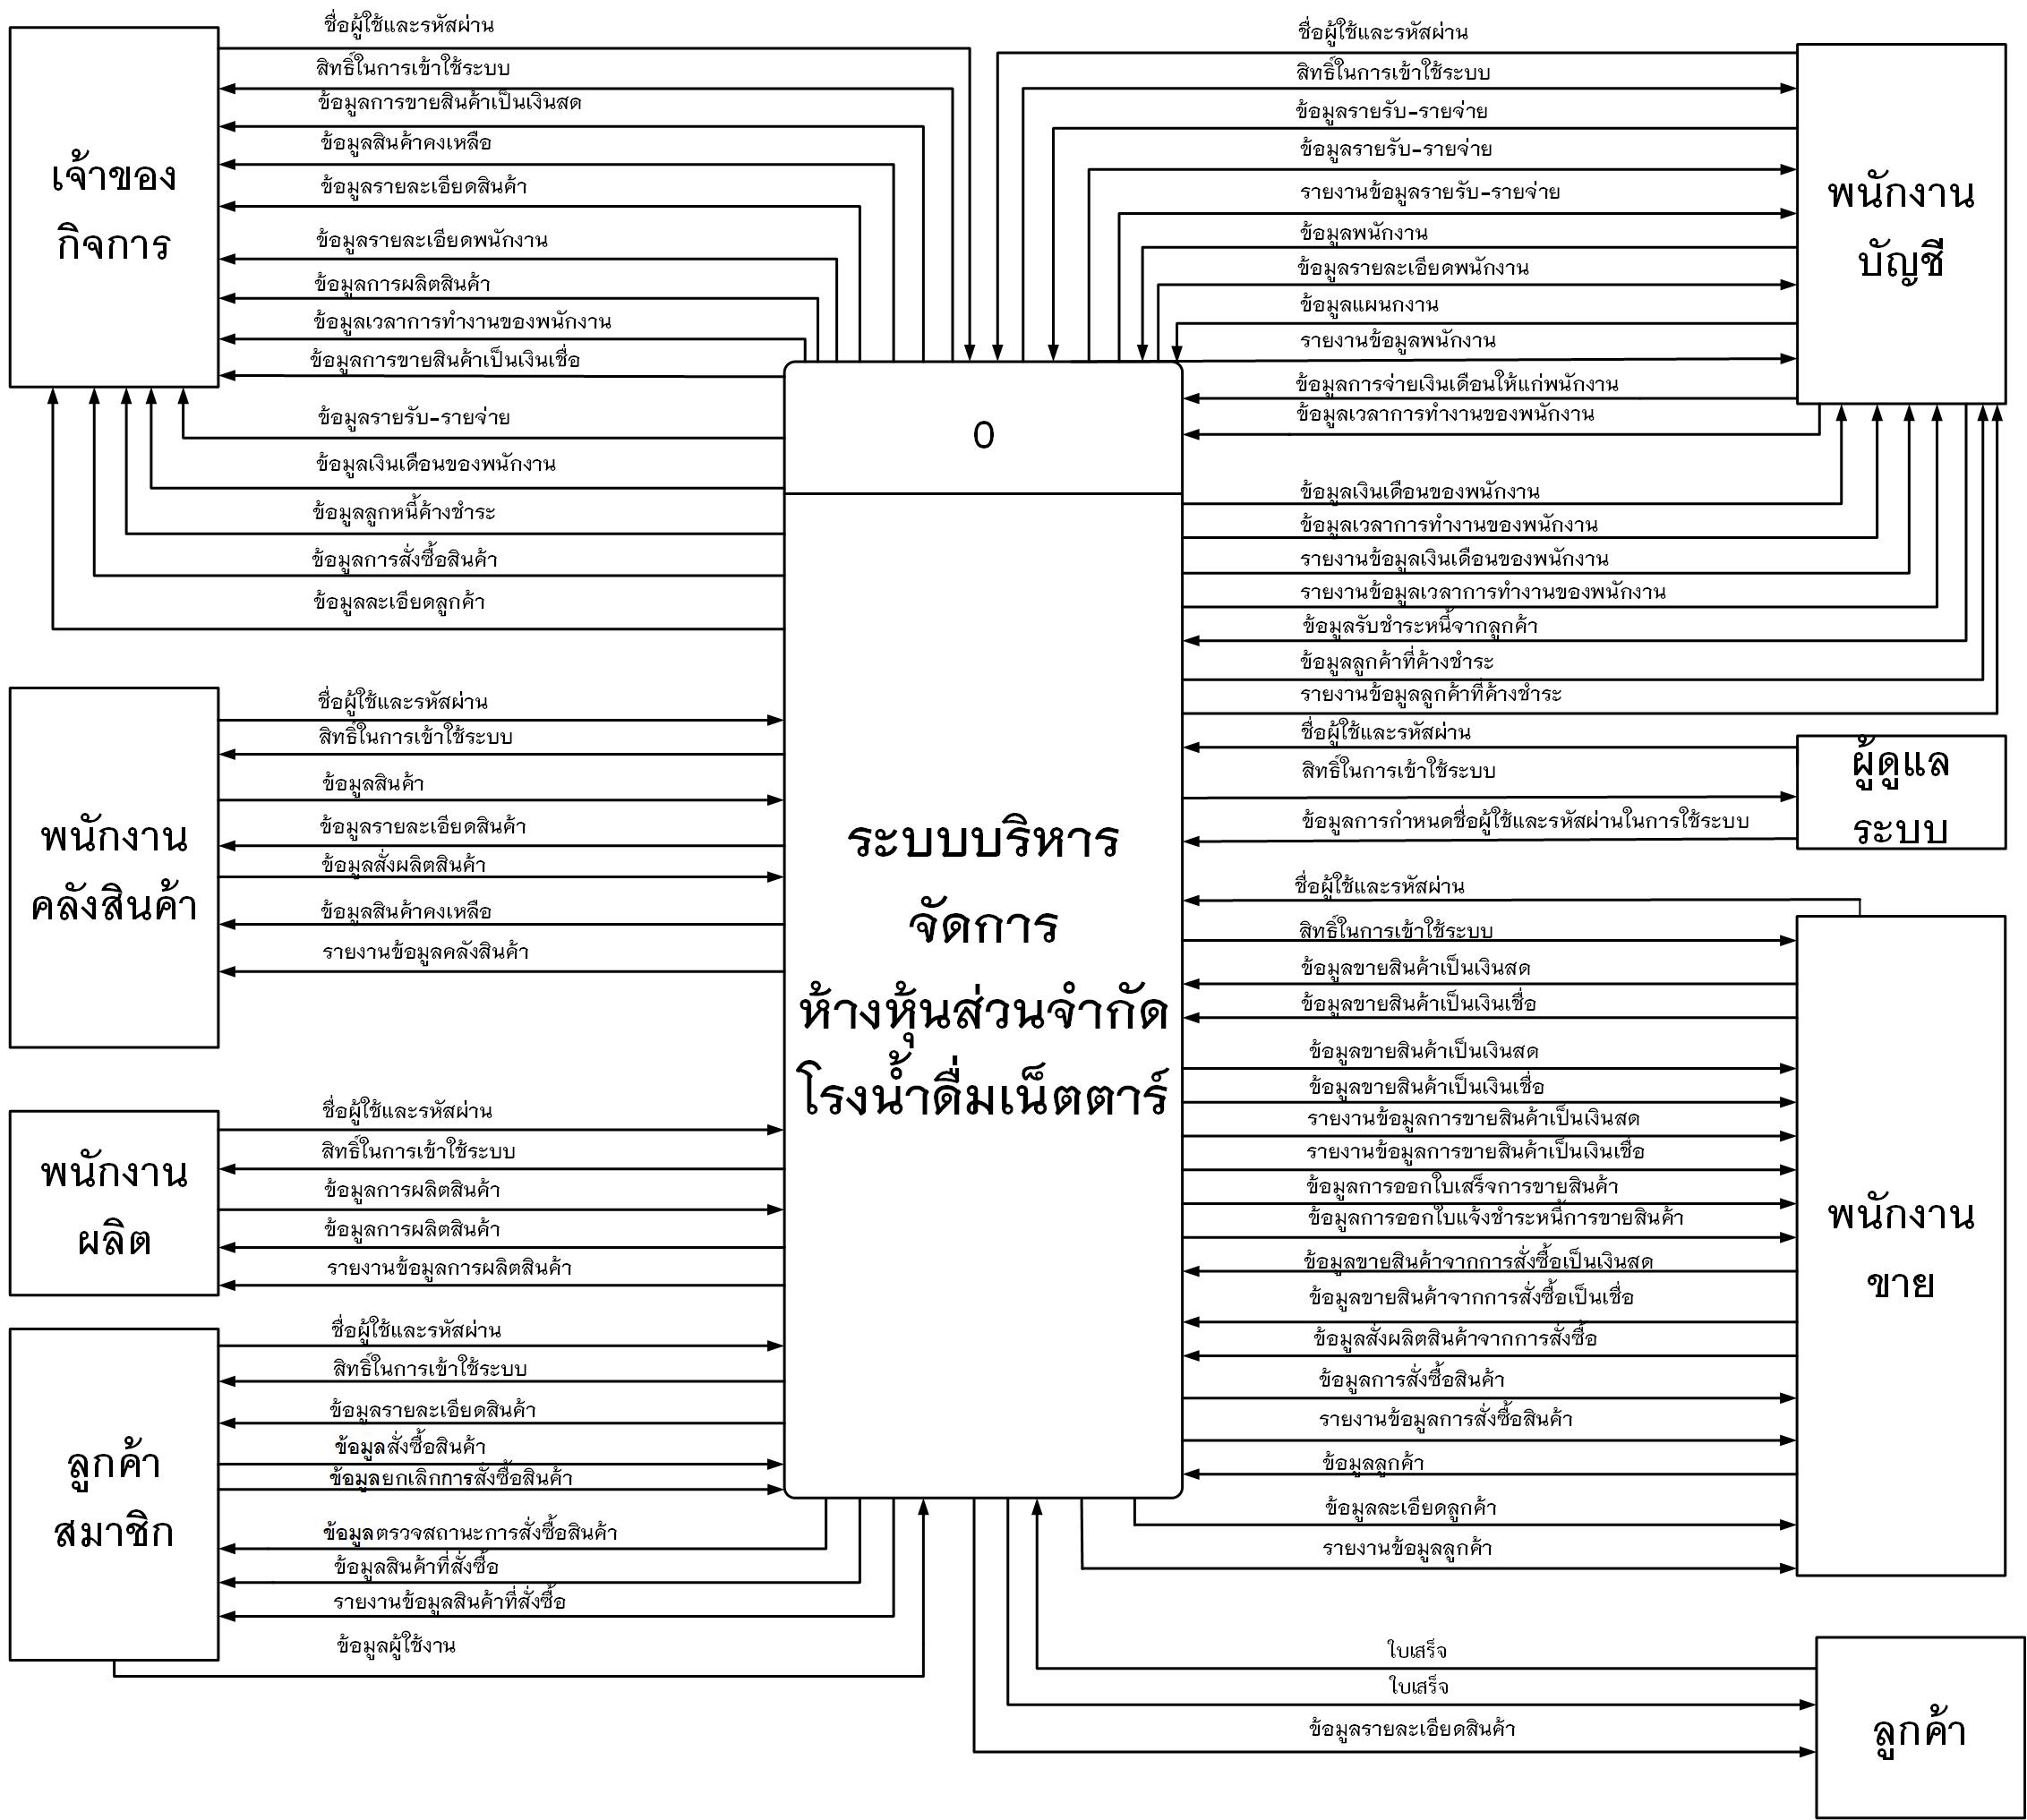 ชื่อผู้ใช้และรหัสผ่าน
สิทธิ์ในการเข้าใช้ระบบ
ข้อมูลการขายสินค้าเป็นเงินสด
ข้อมูลสินค้าคงเหลือ
ข้อมูลรายละเอียดสินค้า
ข้อมูลรายละเอียดพนักงาน
ข้อมูลการผลิตสินค้า
ข้อมูลเวลาการทำงานของพนักงาน
ข้อมูลการขายสินค้าเป็นเงินเชื่อ
ข้อมูลรายรับ-รายจ่าย
ข้อมูลเงินเดือนของพนักงาน
ข้อมูลลูกหนี้ค้างชำระ
ข้อมูลการสั่งซื้อสินค้า
ข้อมูลละเอียดลูกค้า
เจ้าของ
กิจการ
ชื่อผู้ใช้และรหัสผ่าน
สิทธิ์ในการเข้าใช้ระบบ
ข้อมูลสินค้า
ข้อมูลรายละเอียดสินค้า
ข้อมูลสั่งผลิตสินค้า
ข้อมูลสินค้าคงเหลือ
รายงานข้อมูลคลังสินค้า
พนักงาน
คลังสินค้า
ชื่อผู้ใช้และรหัสผ่าน
สิทธิ์ในการเข้าใช้ระบบ
ข้อมูลการผลิตสินค้า
ข้อมูลการผลิตสินค้า
รายงานข้อมูลการผลิตสินค้า
พนักงาน
ผลิต
ชื่อผู้ใช้และรหัสผ่าน
สิทธิ์ในการเข้าใช้ระบบ
ข้อมูลรายละเอียดสินค้า
ข้อมูลสั่งซื้อสินค้า
ข้อมูลยกเลิกการสั่งซื้อสินค้า
ข้อมูลตรวจสถานะการสั่งซื้อสินค้า
ข้อมูลสินค้าที่สั่งซื้อ
รายงานข้อมูลสินค้าที่สั่งซื้อ
ข้อมูลผู้ใช้งาน
ลูกค้า
สมาชิก
0
ระบบบริหาร
จัดการ
ห้างหุ้นส่วนจำกัด
โรงน้ำดื่มเน็ตตาร์
ชื่อผู้ใช้และรหัสผ่าน
สิทธิ์ในการเข้าใช้ระบบ
ข้อมูลรายรับ-รายจ่าย
ข้อมูลรายรับ-รายจ่าย
รายงานข้อมูลรายรับ-รายจ่าย
ข้อมูลพนักงาน
ข้อมูลรายละเอียดพนักงาน
ข้อมูลแผนกงาน
รายงานข้อมูลพนักงาน
ข้อมูลการจ่ายเงินเดือนให้แก่พนักงาน
ข้อมูลเวลาการทำงานของพนักงาน
ข้อมูลเงินเดือนของพนักงาน
ข้อมูลเวลาการทำงานของพนักงาน
รายงานข้อมูลเงินเดือนของพนักงาน
รายงานข้อมูลเวลาการทำงานของพนักงาน
ข้อมูลรับชำระหนี้จากลูกค้า
ข้อมูลลูกค้าที่ค้างชำระ
รายงานข้อมูลลูกค้าที่ค้างชำระ
พนักงาน
บัญชี
ชื่อผู้ใช้และรหัสผ่าน
สิทธิ์ในการเข้าใช้ระบบ
ข้อมูลการกำหนดชื่อผู้ใช้และรหัสผ่านในการใช้ระบบ
ผู้ดูแล
ระบบ
ชื่อผู้ใช้และรหัสผ่าน
สิทธิ์ในการเข้าใช้ระบบ
ข้อมูลขายสินค้าเป็นเงินสด
ข้อมูลขายสินค้าเป็นเงินเชื่อ
ข้อมูลขายสินค้าเป็นเงินสด
ข้อมูลขายสินค้าเป็นเงินเชื่อ
รายงานข้อมูลการขายสินค้าเป็นเงินสด
รายงานข้อมูลการขายสินค้าเป็นเงินเชื่อ
ข้อมูลการออกใบเสร็จการขายสินค้า
ข้อมูลการออกใบแจ้งชำระหนี้การขายสินค้า
ข้อมูลขายสินค้าจากการสั่งซื้อเป็นเงินสด
ข้อมูลขายสินค้าจากการสั่งซื้อเป็นเชื่อ
ข้อมูลสั่งผลิตสินค้าจากการสั่งซื้อ
ข้อมูลการสั่งซื้อสินค้า
รายงานข้อมูลการสั่งซื้อสินค้า
ข้อมูลลูกค้า
ข้อมูลละเอียดลูกค้า
รายงานข้อมูลลูกค้า
พนักงาน
ขาย
ใบเสร็จ
ใบเสร็จ
ข้อมูลรายละเอียดสินค้า
ลูกค้า